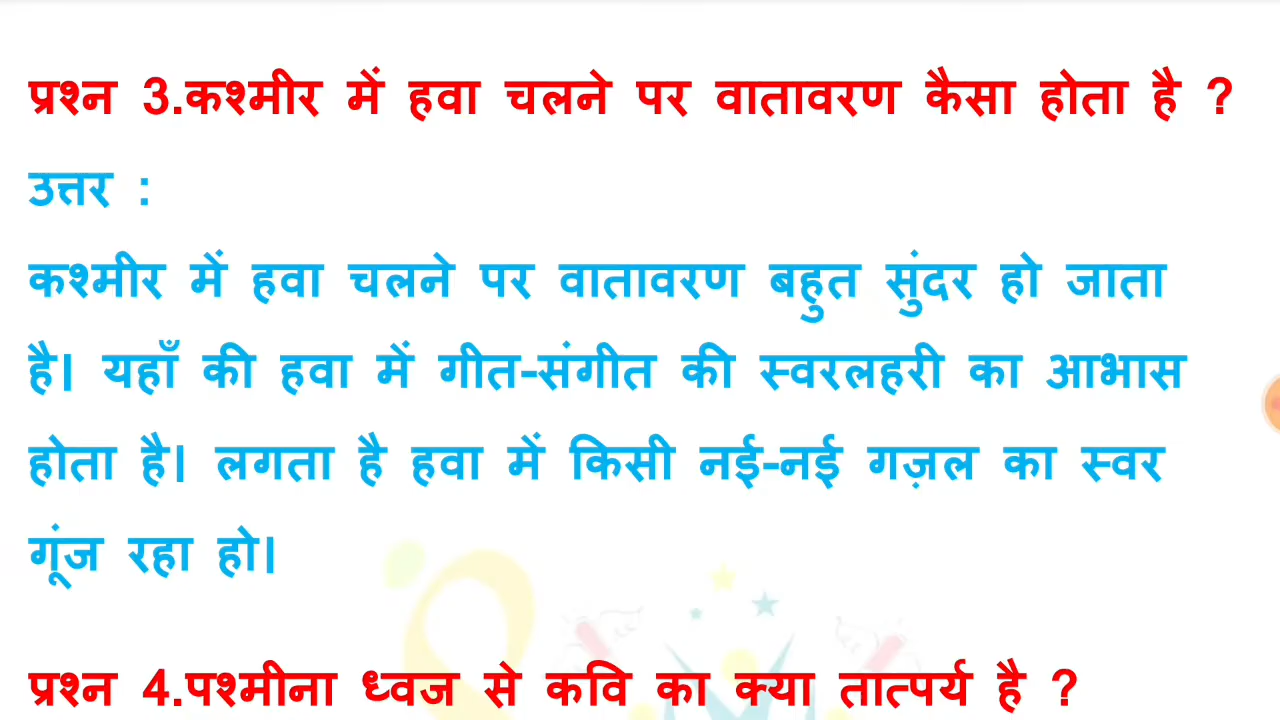 प्रश्न 3.कश्मीर में हवा चलने पर वातावरण कैसा होता है ?
उत्तर :
कश्मीर में हवा चलने पर वातावरण बहुत सुंदर हो जाता
है। यहाँ की हवा में गीत-संगीत की स्वरलहरी का आभास
होता है। लगता है हवा में किसी नई-नई गज़ल का स्वर
गूंज रहा हो।
प्रश्न 4.पश्मीना ध्वज से कवि का क्या तात्पर्य है ?